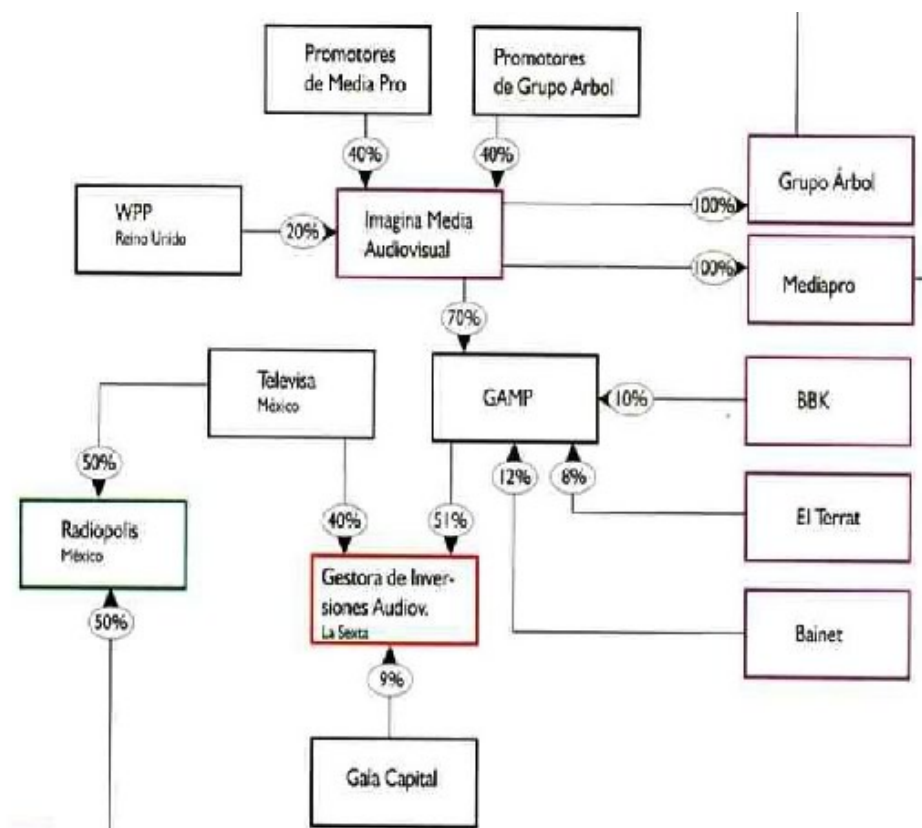 Promotores
de Media Pro
Promotores
de Grupo Arbol
40%
40%
Grupo Árbol
100%
WPP
Reino Unido
20%
Imagina Media
Audiovisual
100%
Mediapro
70%
Televisa
México
GAMP
10%
BBK
50%
12%
8%
40%
51%
El Terrat
Radiopolis
México
Gestora de Inver-
siones Audiov.
La Sexta
50%
Bainet
9%
Gala Capital